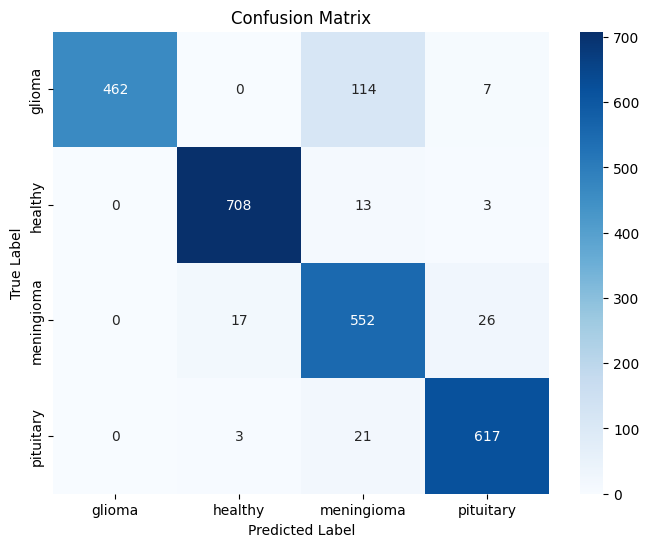 Confusion Matrix
True Label
glioma
462 0 114 7
healthy
0 708 13 3
meningioma
0 17 552 26
pituitary
0 3 21 617
glioma healthy meningioma pituitary
Predicted Label
700
600
500
400
300
200
100
0